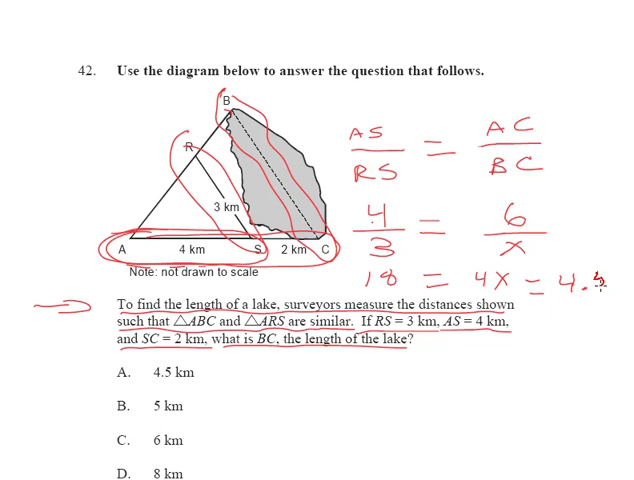 42. Use the diagram below to answer the question that follows.
B
R
3 km
A 4 km S 2 km C
Note: not drawn to scale
AS/RS = AC/BC
4/3 = 6/x
18 = 4x = 4.5
To find the length of a lake, surveyors measure the distances shown
such that △ABC and △ARS are similar. If RS = 3 km, AS = 4 km,
and SC = 2 km, what is BC, the length of the lake?
A. 4.5 km
B. 5 km
C. 6 km
D. 8 km